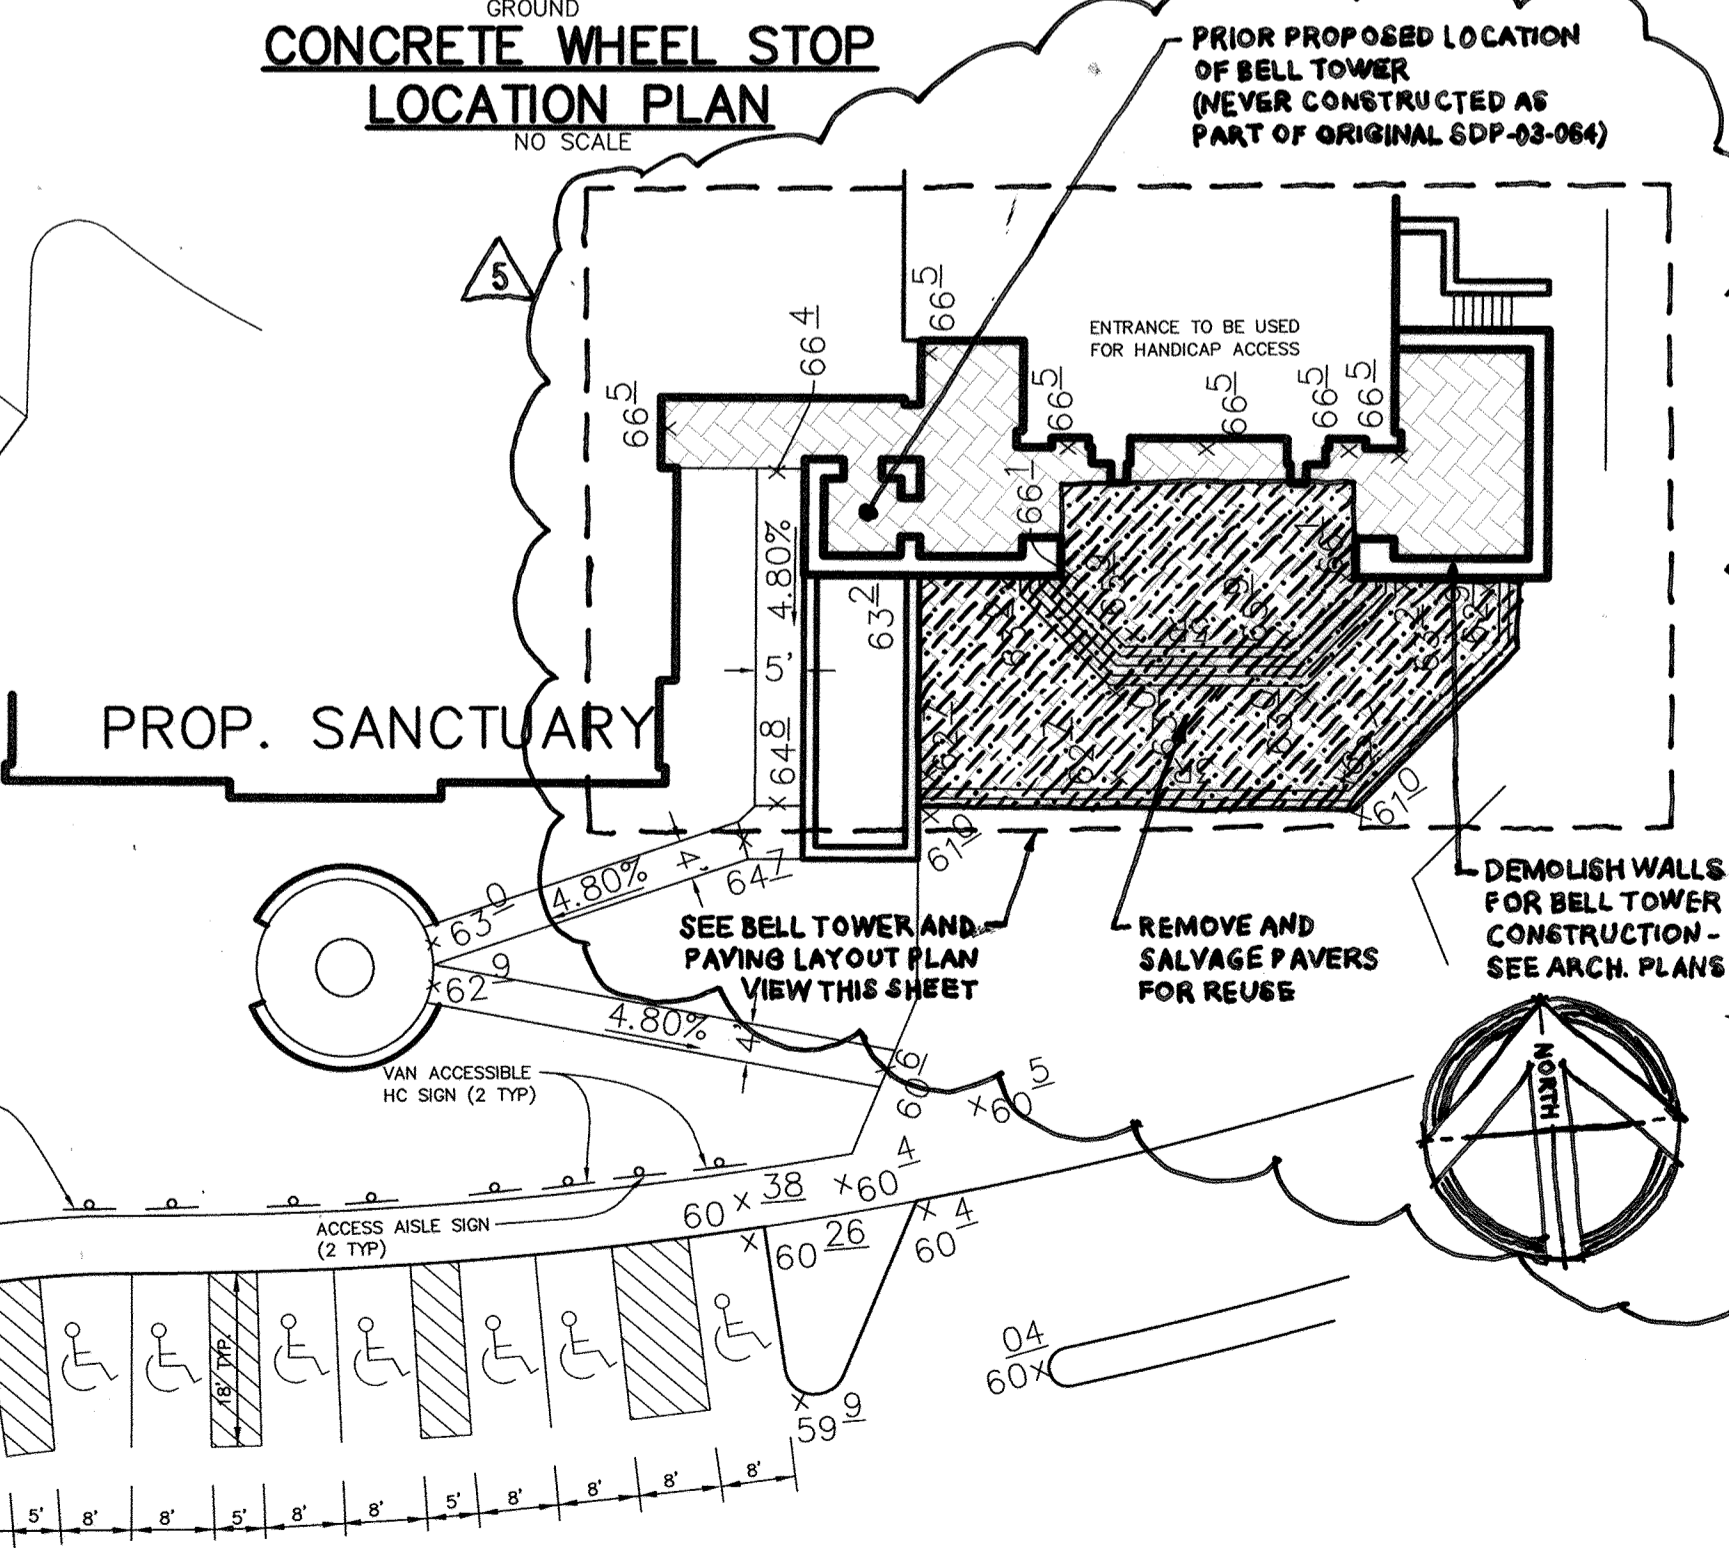 GROUND
CONCRETE WHEEL STOP
LOCATION PLAN
NO SCALE
PRIOR PROPOSED LOCATION
OF BELL TOWER
(NEVER CONSTRUCTED AS
PART OF ORIGINAL SDP-03-064)
5
66 5
66 4
66 5
ENTRANCE TO BE USED
FOR HANDICAP ACCESS
66 5
66 5
66 5
66 5
66 1
4.80%
63 2
5'
64 8
PROP. SANCTUARY
61 0
61 0
64 7
4'
4.80%
63 0
62 9
4.80%
4'
SEE BELL TOWER AND
PAVING LAYOUT PLAN
VIEW THIS SHEET
REMOVE AND
SALVAGE PAVERS
FOR REUSE
DEMOLISH WALLS
FOR BELL TOWER
CONSTRUCTION -
SEE ARCH. PLANS
NORTH
VAN ACCESSIBLE
HC SIGN (2 TYP)
60 6
60 5
60 4
60 38
ACCESS AISLE SIGN
(2 TYP)
60 26
60 4
18' TYP.
60 04
59 9
5'
8'
8'
5'
8'
8'
5'
8'
8'
8'
8'